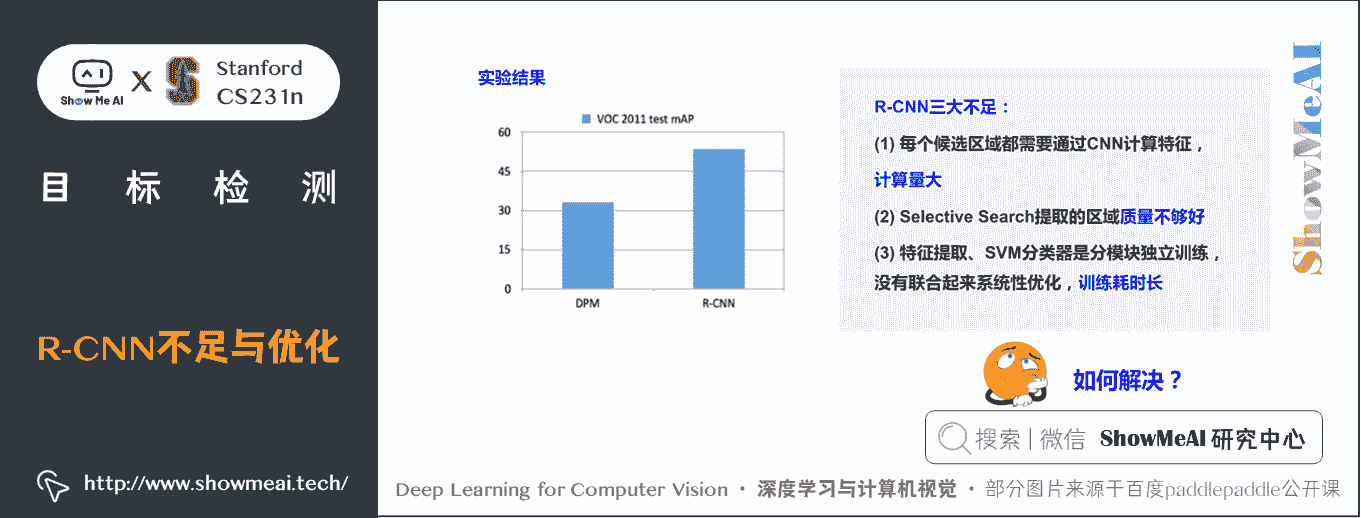 Show Me AI
X
S
Stanford
CS231n
目标检测
R-CNN不足与优化
http://www.showmeai.tech/
实验结果
VOC 2011 test mAP
60
45
30
15
0
DPM
R-CNN
R-CNN三大不足：
(1) 每个候选区域都需要通过CNN计算特征，
计算量大
(2) Selective Search提取的区域质量不够好
(3) 特征提取、SVM分类器是分模块独立训练，
没有联合起来系统性优化，训练耗时长
如何解决？
搜索 | 微信 ShowMeAI 研究中心
ShowMeAI
Deep Learning for Computer Vision · 深度学习与计算机视觉 · 部分图片来源于百度paddlepaddle公开课